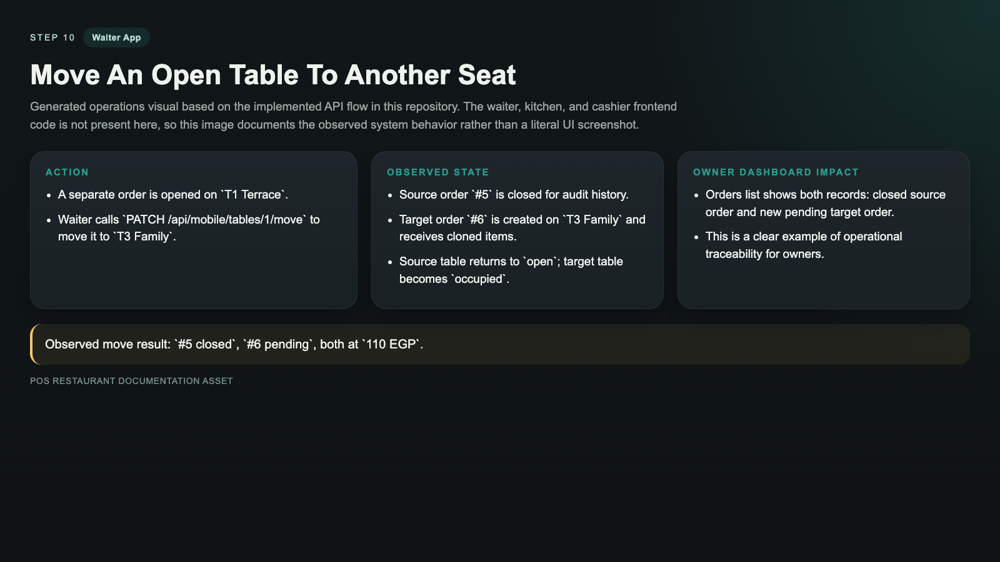 STEP 10
Waiter App
Move An Open Table To Another Seat
Generated operations visual based on the implemented API flow in this repository. The waiter, kitchen, and cashier frontend
code is not present here, so this image documents the observed system behavior rather than a literal UI screenshot.
ACTION
• A separate order is opened on `T1 Terrace`.
• Waiter calls `PATCH /api/mobile/tables/1/move` to
move it to `T3 Family`.
OBSERVED STATE
• Source order `#5` is closed for audit history.
• Target order `#6` is created on `T3 Family` and
receives cloned items.
• Source table returns to `open`; target table
becomes `occupied`.
OWNER DASHBOARD IMPACT
• Orders list shows both records: closed source
order and new pending target order.
• This is a clear example of operational
traceability for owners.
Observed move result: `#5 closed`, `#6 pending`, both at `110 EGP`.
POS RESTAURANT DOCUMENTATION ASSET